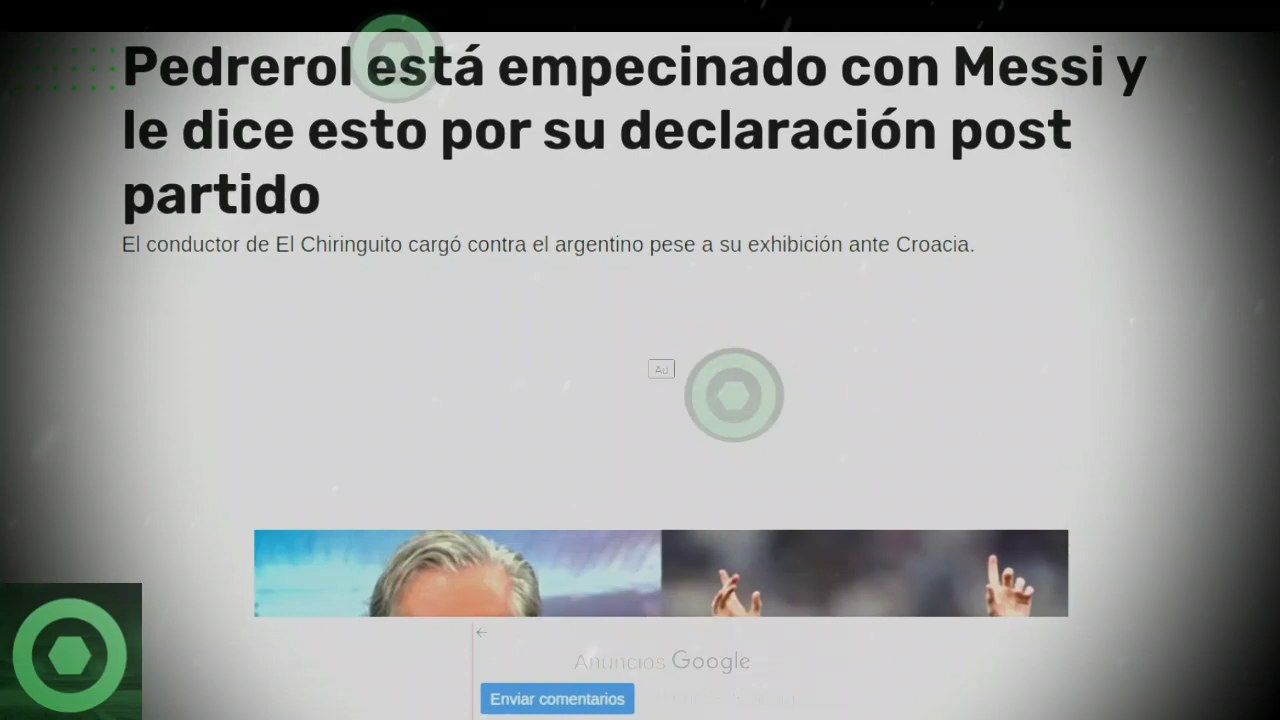 Pedrerol está empecinado con Messi y
le dice esto por su declaración post
partido
El conductor de El Chiringuito cargó contra el argentino pese a su exhibición ante Croacia.
Ad
Anuncios Google
Enviar comentarios